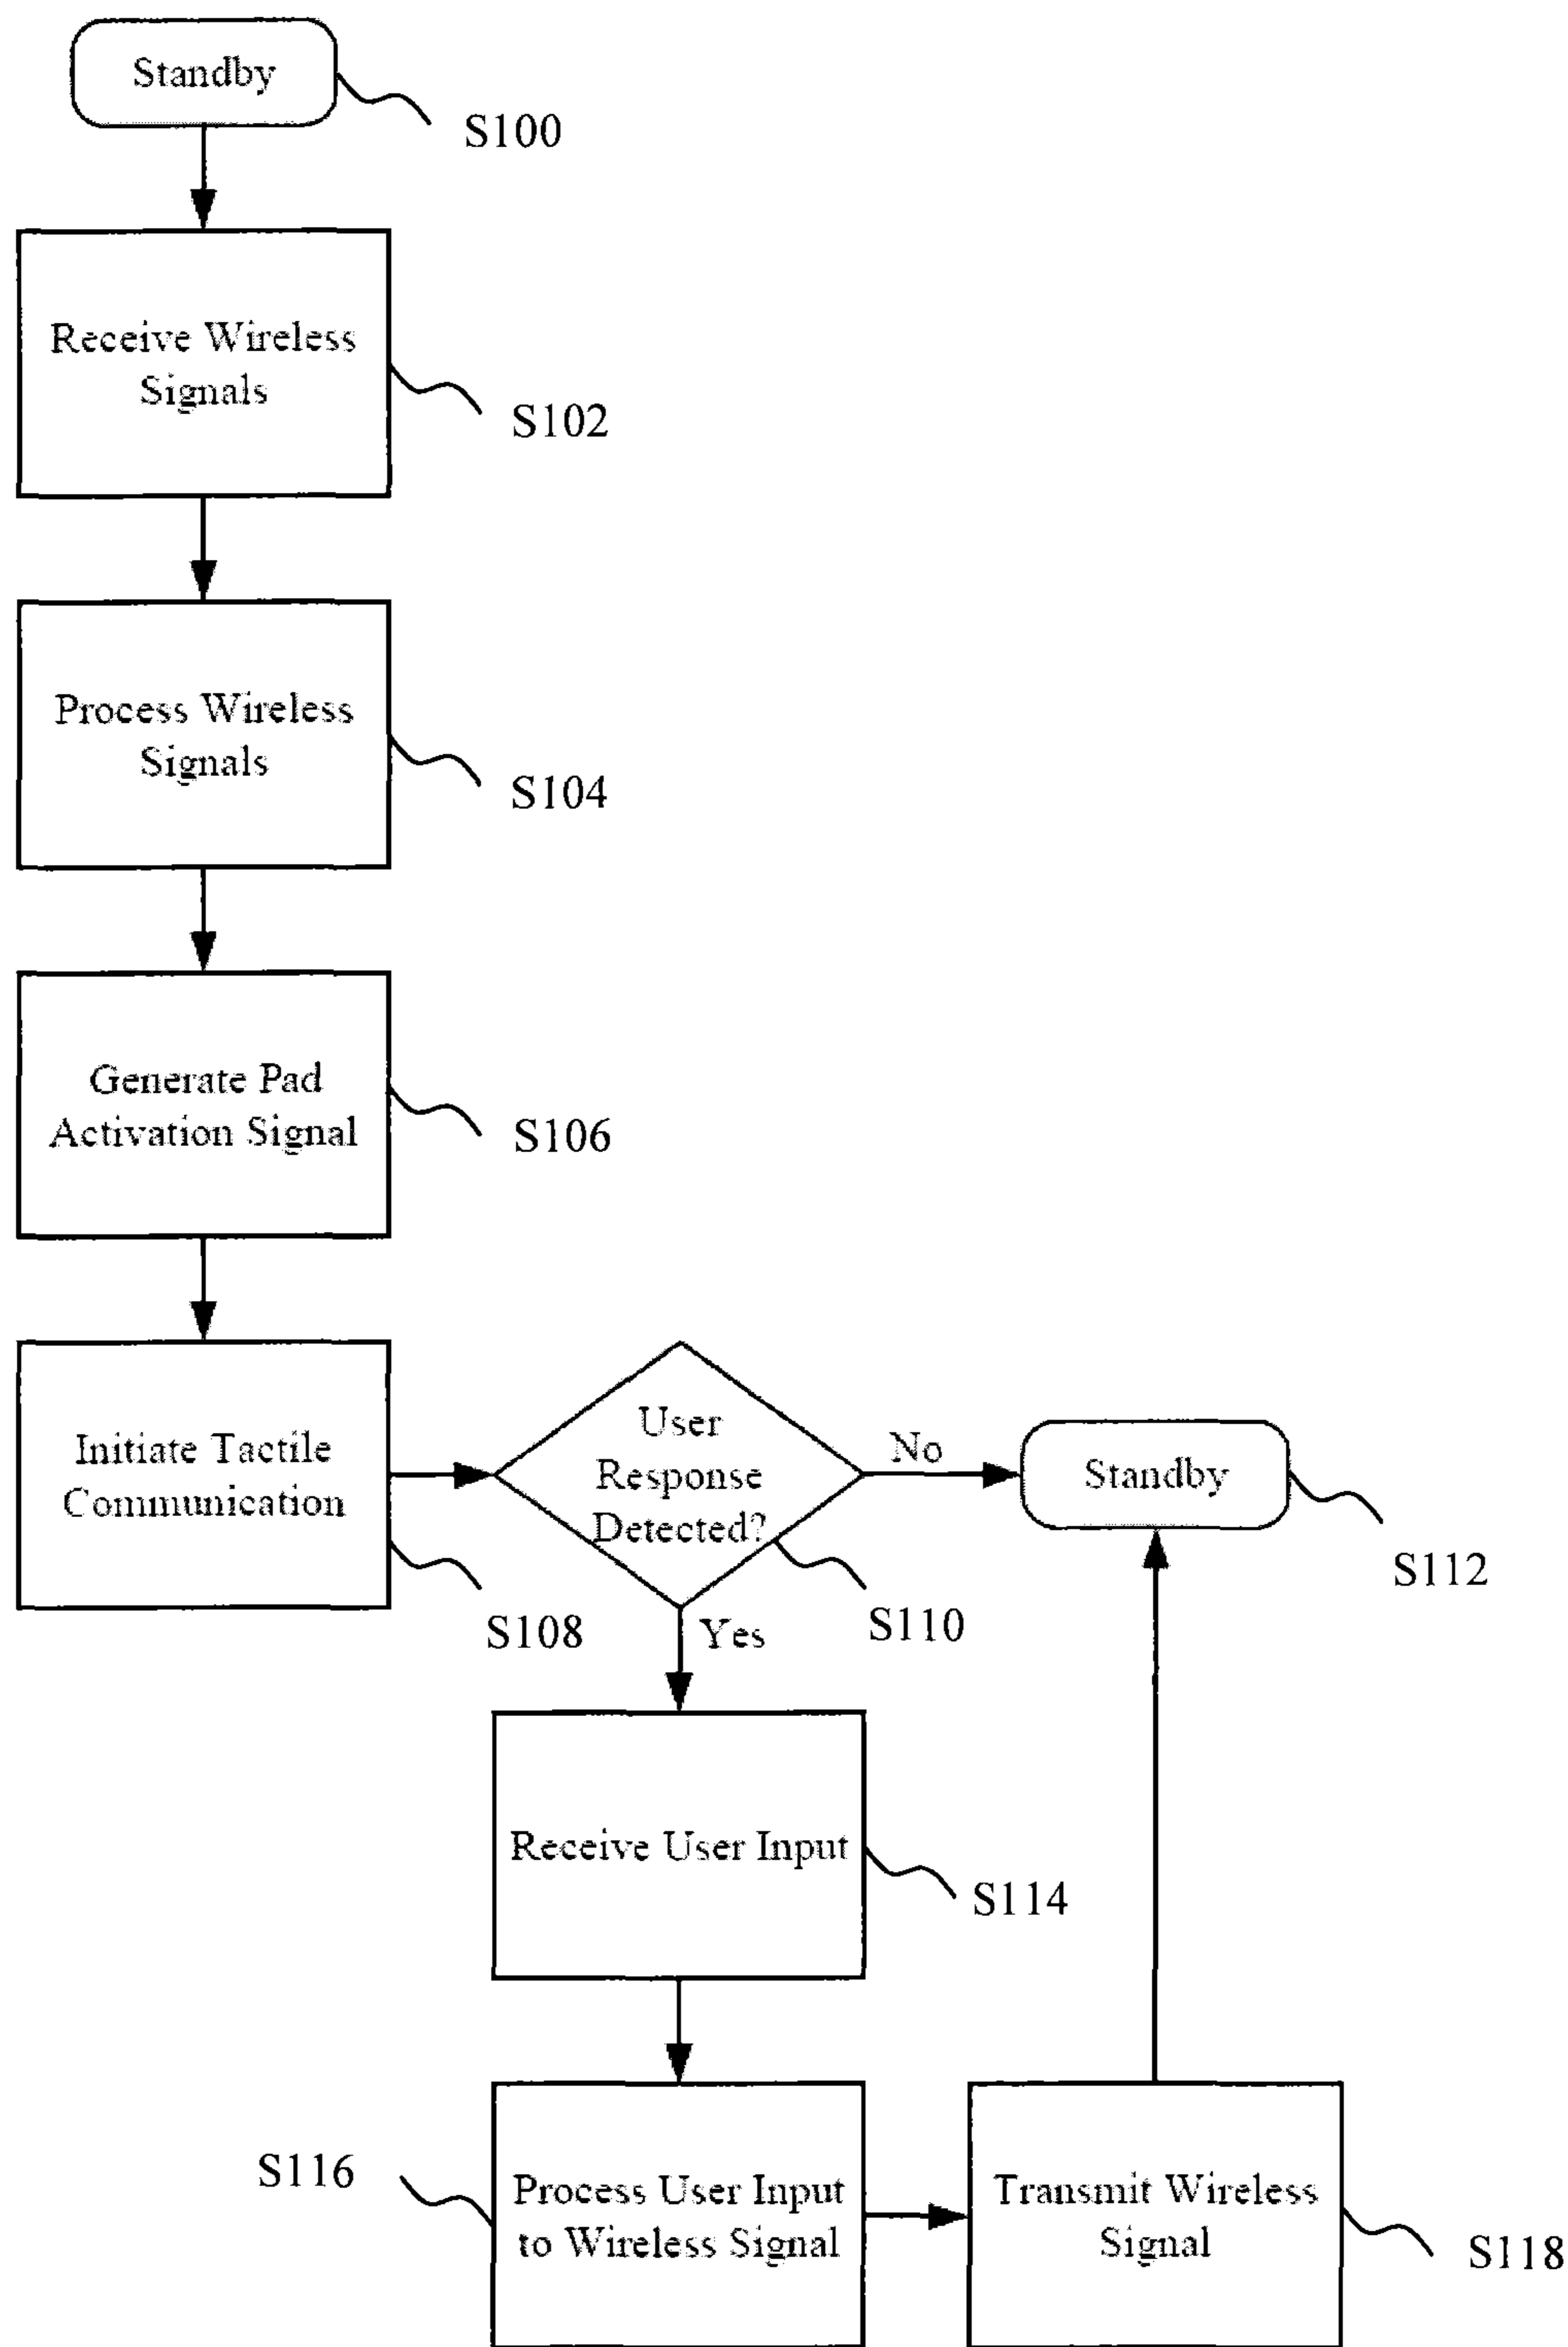 Standby
S100
Receive Wireless
Signals
S102
Process Wireless
Signals
S104
Generate Pad
Activation Signal
S106
Initiate Tactile
Communication
S108
User
Response
Detected?
S110
No
Standby
S112
Yes
Receive User Input
S114
S116
Process User Input
to Wireless Signal
Transmit Wireless
Signal
S118